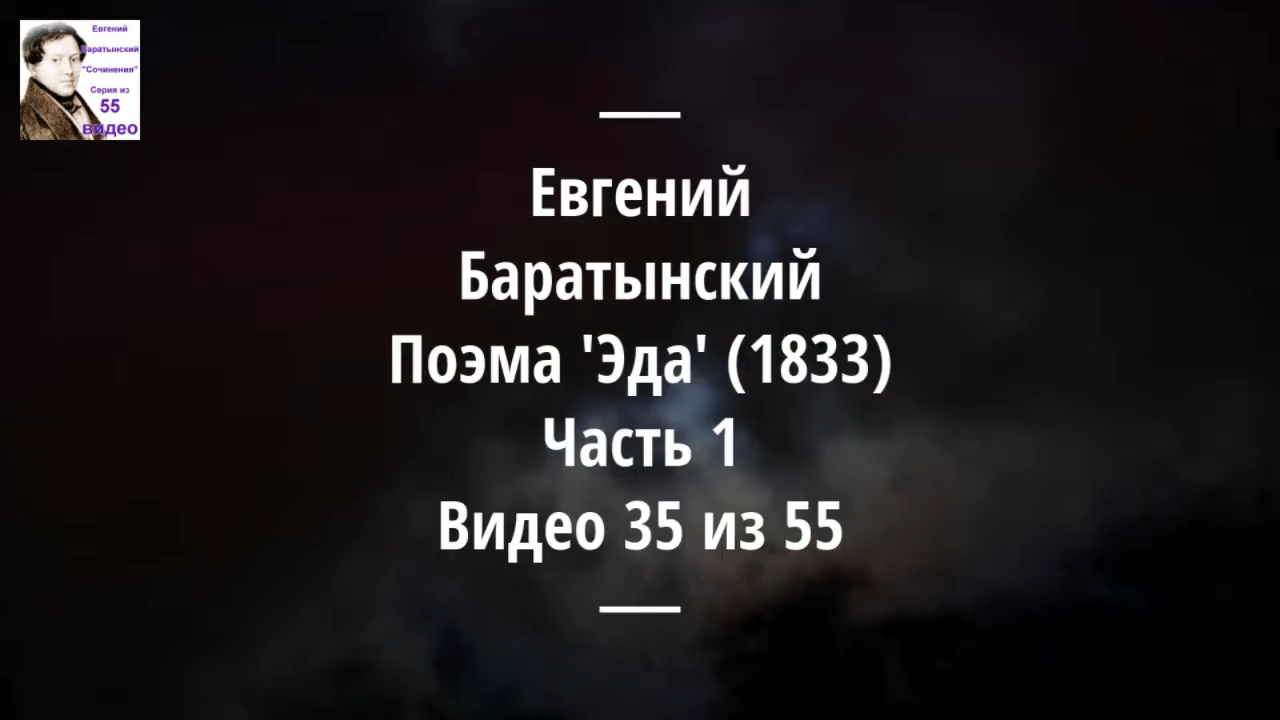 Евгений
Баратынский
"Сочинения"
Серия из
55
видео
Евгений
Баратынский
Поэма 'Эда' (1833)
Часть 1
Видео 35 из 55